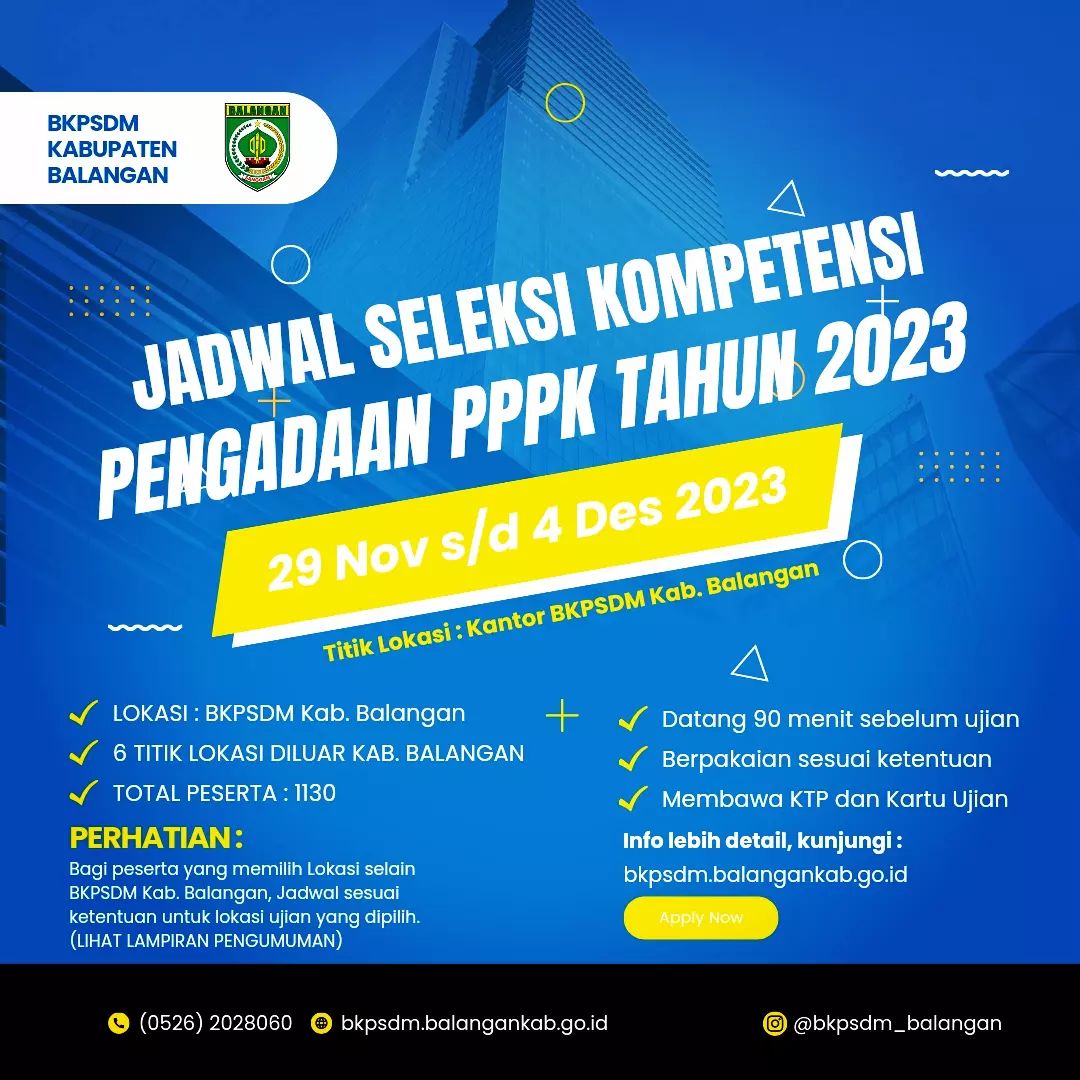 BKPSDM
KABUPATEN
BALANGAN
BALANGAN
JADWAL SELEKSI KOMPETENSI
PENGADAAN PPPK TAHUN 2023
29 Nov s/d 4 Des 2023
Titik Lokasi : Kantor BKPSDM Kab. Balangan
LOKASI : BKPSDM Kab. Balangan
6 TITIK LOKASI DILUAR KAB. BALANGAN
TOTAL PESERTA : 1130
PERHATIAN :
Bagi peserta yang memilih Lokasi selain
BKPSDM Kab. Balangan, Jadwal sesuai
ketentuan untuk lokasi ujian yang dipilih.
(LIHAT LAMPIRAN PENGUMUMAN)
Datang 90 menit sebelum ujian
Berpakaian sesuai ketentuan
Membawa KTP dan Kartu Ujian
Info lebih detail, kunjungi :
bkpsdm.balangankab.go.id
Apply Now
(0526) 2028060
bkpsdm.balangankab.go.id
@bkpsdm_balangan